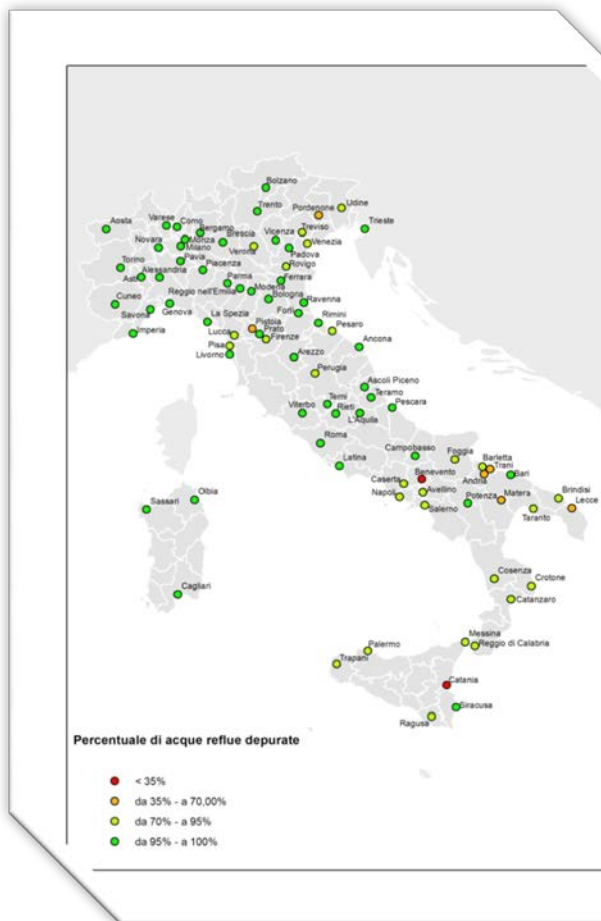 Bolzano
Trento
Pordenone
Udine
Aosta
Varese
Como
Bergamo
Brescia
Vicenza
Treviso
Trieste
Novara
Monza
Milano
Verona
Venezia
Padova
Pavia
Rovigo
Torino
Piacenza
Asti
Alessandria
Parma
Ferrara
Cuneo
Reggio nell'Emilia
Modena
Bologna
Ravenna
Savona
Genova
La Spezia
Forlì
Rimini
Imperia
Pistoia
Prato
Lucca
Firenze
Pesaro
Pisa
Livorno
Arezzo
Ancona
Perugia
Ascoli Piceno
Teramo
Terni
Viterbo
Rieti
Pescara
L'Aquila
Roma
Latina
Campobasso
Foggia
Barletta
Trani
Benevento
Andria
Bari
Caserta
Napoli
Avellino
Salerno
Potenza
Matera
Brindisi
Lecce
Taranto
Olbia
Sassari
Cagliari
Cosenza
Crotone
Catanzaro
Messina
Palermo
Reggio di Calabria
Trapani
Catania
Siracusa
Ragusa
Percentuale di acque reflue depurate
< 35%
da 35% - a 70,00%
da 70% - a 95%
da 95% - a 100%